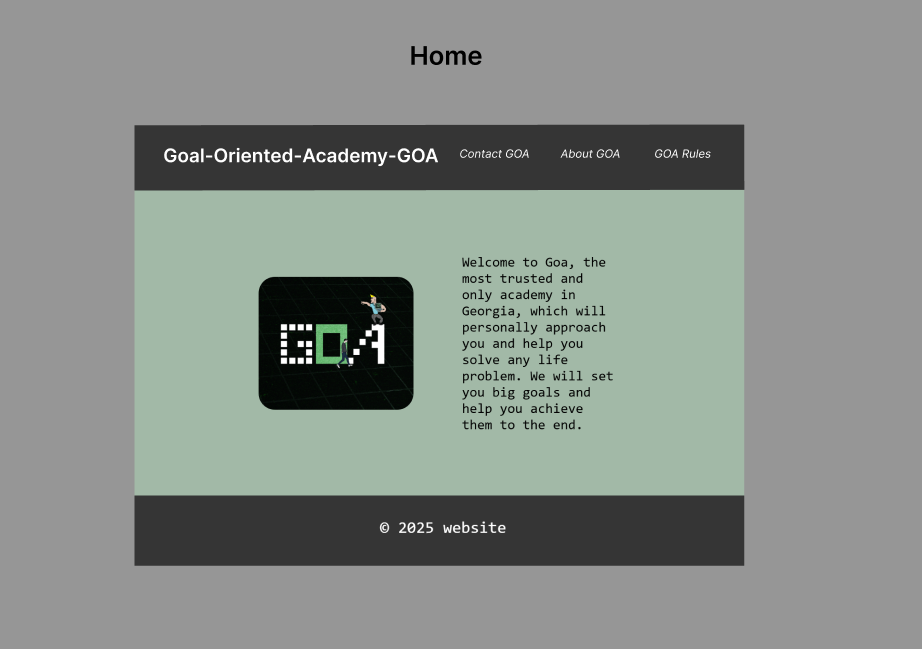 Home
Goal-Oriented-Academy-GOA
Contact GOA
About GOA
GOA Rules
GOA
Welcome to Goa, the
most trusted and
only academy in
Georgia, which will
personally approach
you and help you
solve any life
problem. We will set
you big goals and
help you achieve
them to the end.
© 2025 website